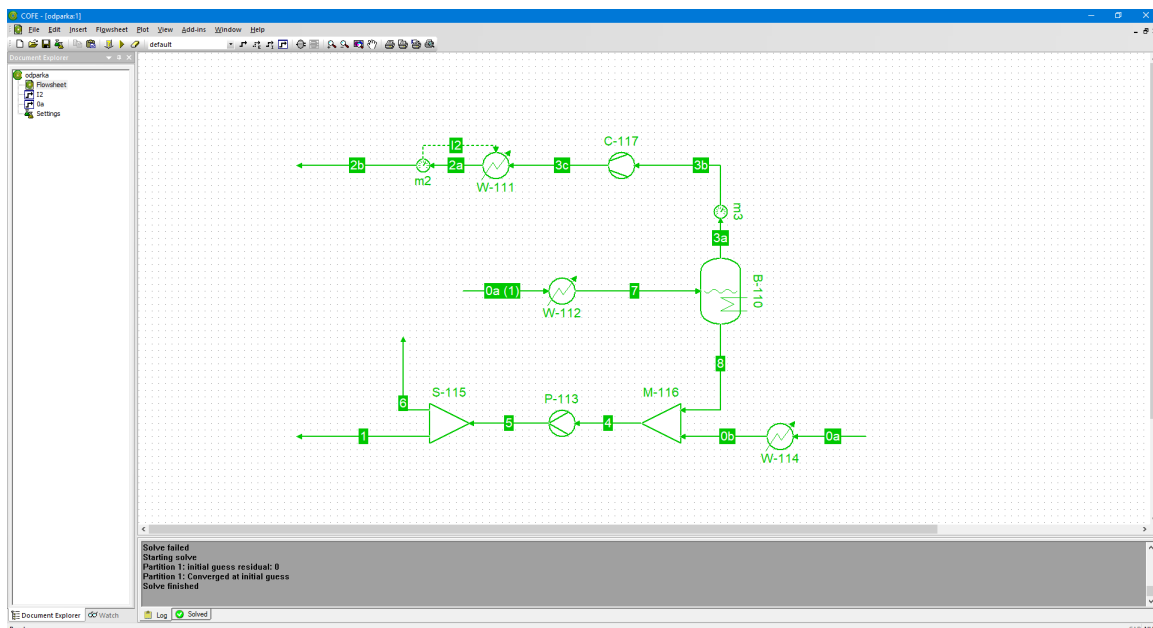 COFE - [odparka:1]
File Edit Insert Flowsheet Plot View Add-ins Window Help
default
Document Explorer
odparka
Flowsheet
I2
0a
Settings
C-117
I2
2b
2a
3c
3b
m2
W-111
m3
3a
B-110
0a (1)
7
W-112
8
S-115
P-113
M-116
6
5
4
1
0b
0a
W-114
Solve failed
Starting solve
Partition 1: initial guess residual: 0
Partition 1: Converged at initial guess
Solve finished
Document Explorer
Watch
Log
Solved